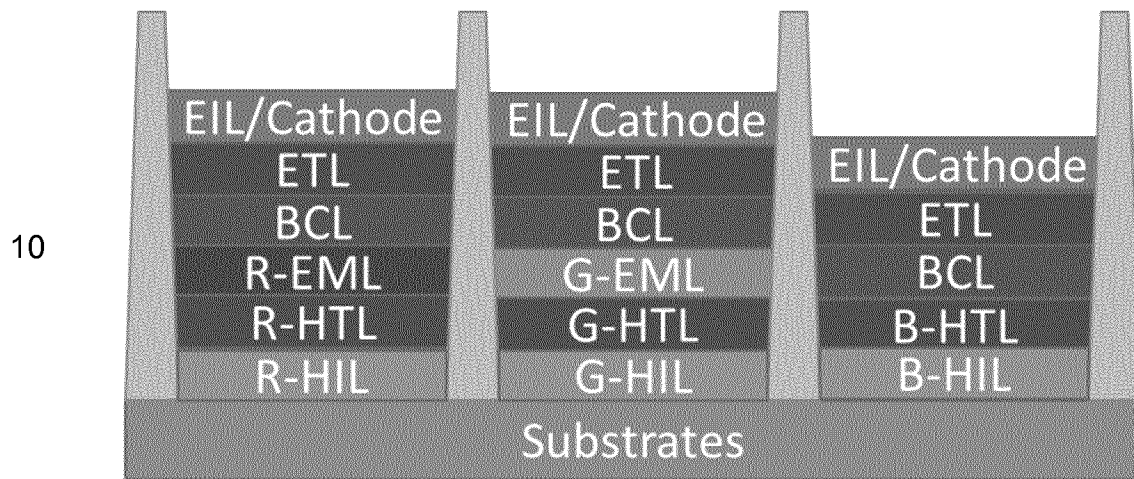 EIL/Cathode
ETL
BCL
R-EML
R-HTL
R-HIL
EIL/Cathode
ETL
BCL
G-EML
G-HTL
G-HIL
EIL/Cathode
ETL
BCL
B-HTL
B-HIL
10
Substrates